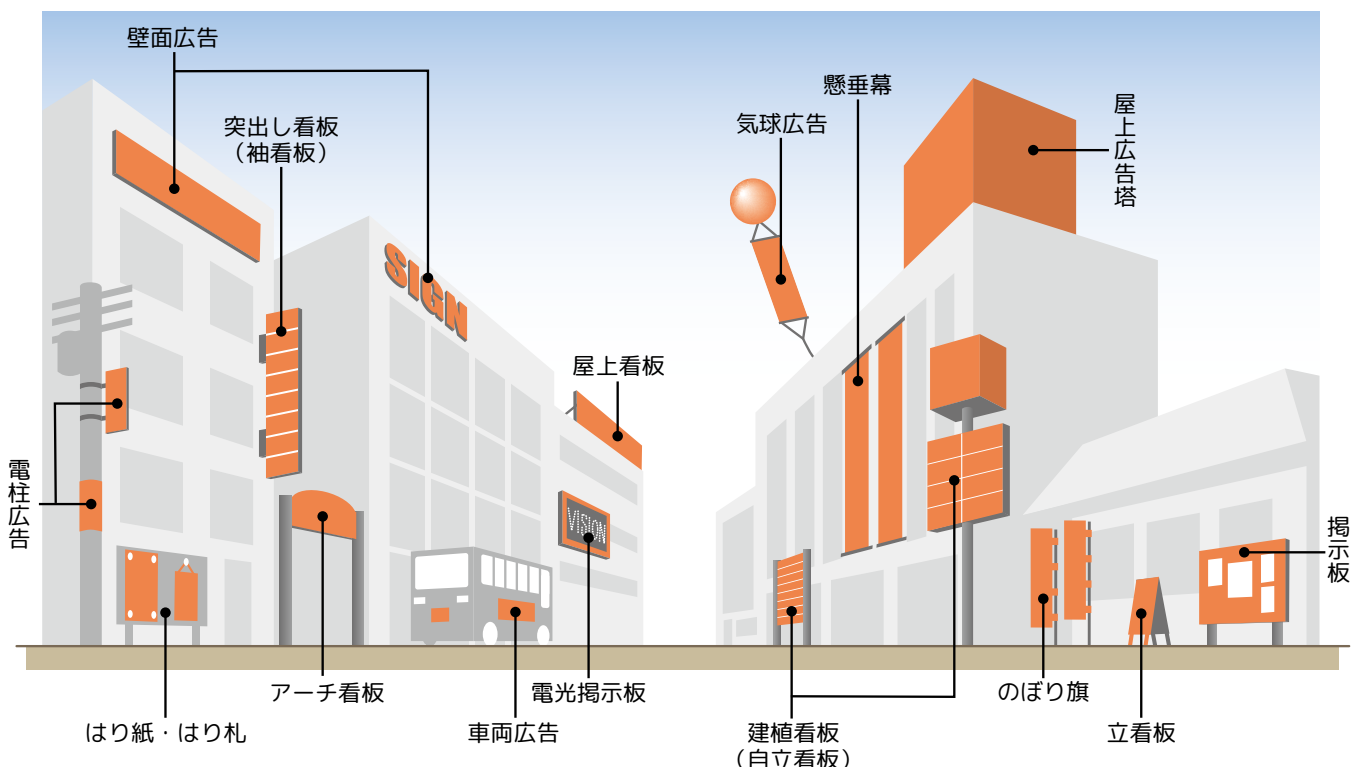 壁面広告
突出し看板
（袖看板）
気球広告
懸垂幕
屋上広告塔
SIGN
屋上看板
VISION
電柱広告
掲示板
アーチ看板
電光掲示板
のぼり旗
はり紙・はり札
車両広告
建植看板
（自立看板）
立看板